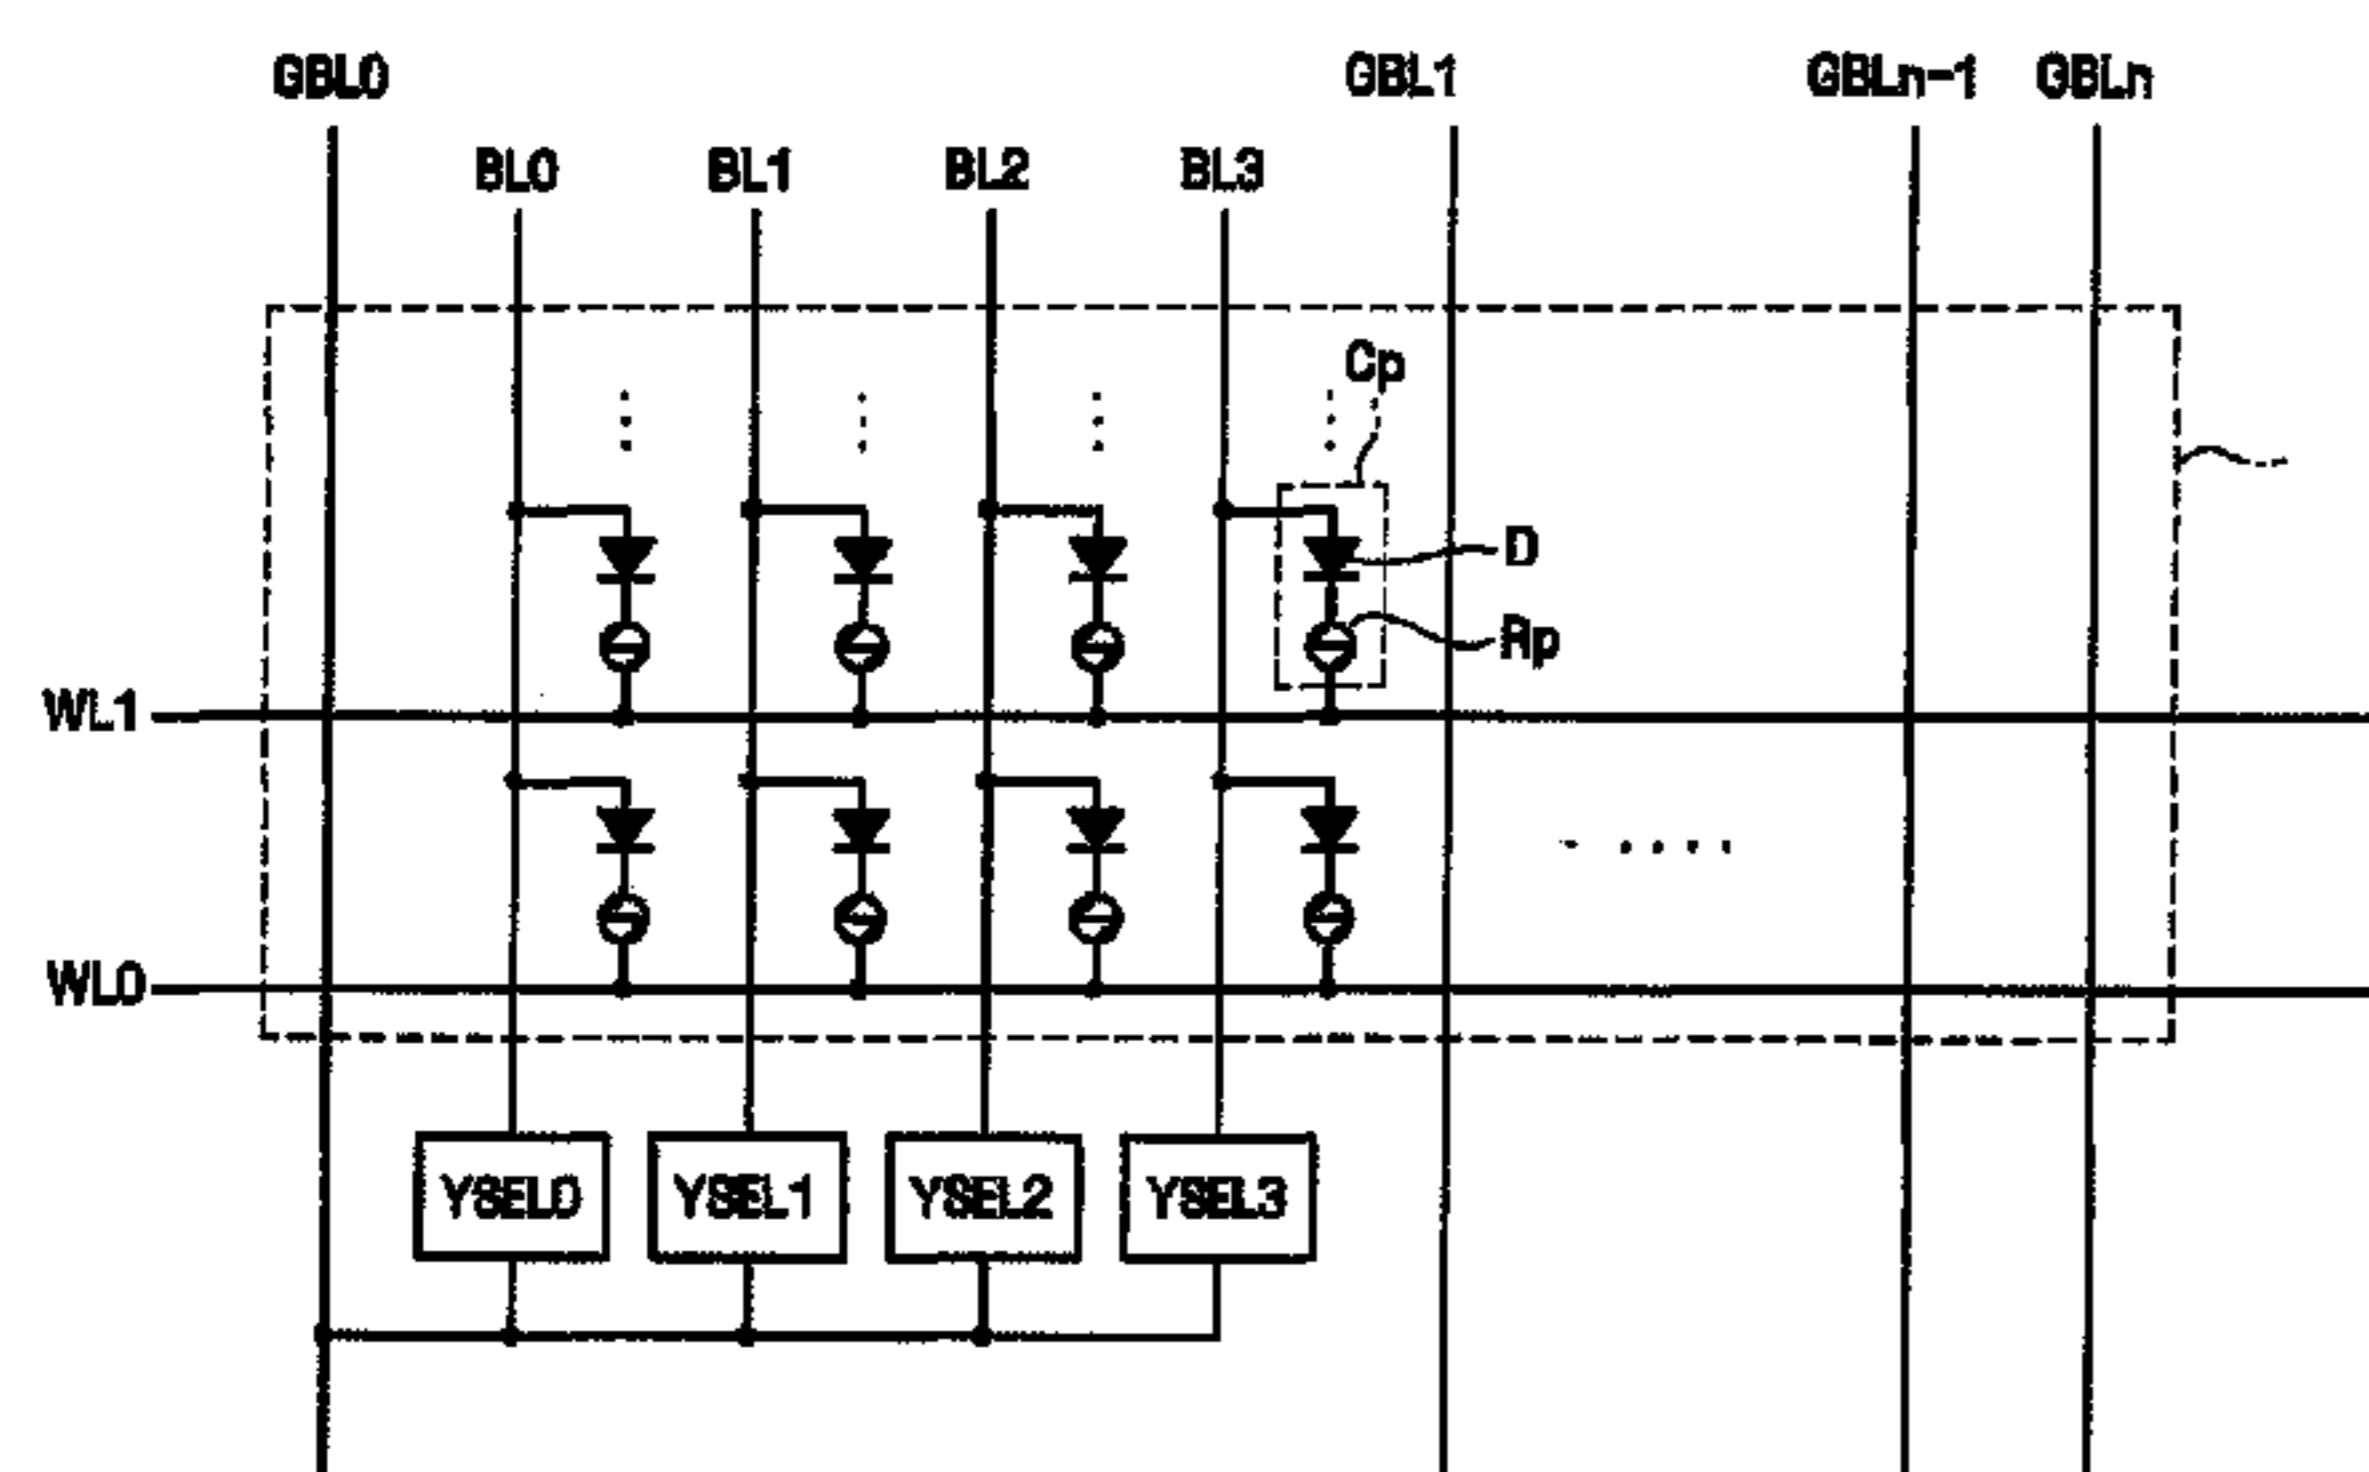 GBL0 GBL1 GBLn-1 GBLn
BL0 BL1 BL2 BL3
Cp
D
Rp
WL1
WL0
YSEL0 YSEL1 YSEL2 YSEL3